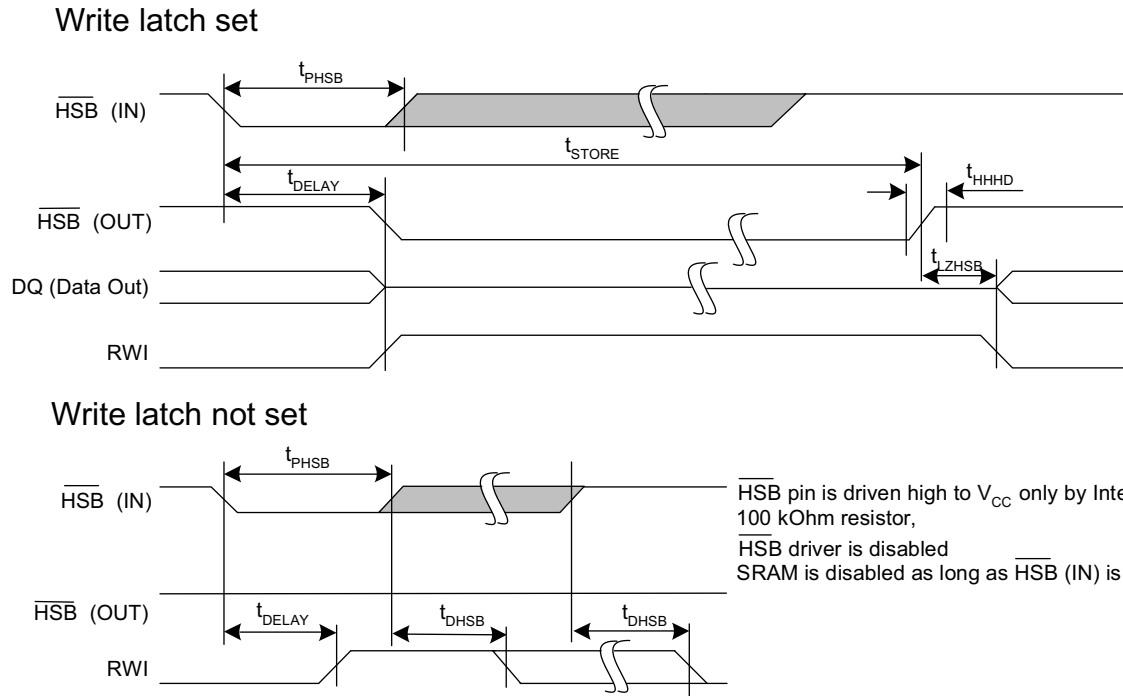 Write latch set
tPHSB
HSB (IN)
tSTORE
tDELAY
tHHHD
HSB (OUT)
tLZHSB
DQ (Data Out)
RWI
Write latch not set
tPHSB
HSB (IN)
HSB pin is driven high to VCC only by Inte
100 kOhm resistor,
HSB driver is disabled
SRAM is disabled as long as HSB (IN) is
HSB (OUT)
tDELAY
tDHSB
tDHSB
RWI